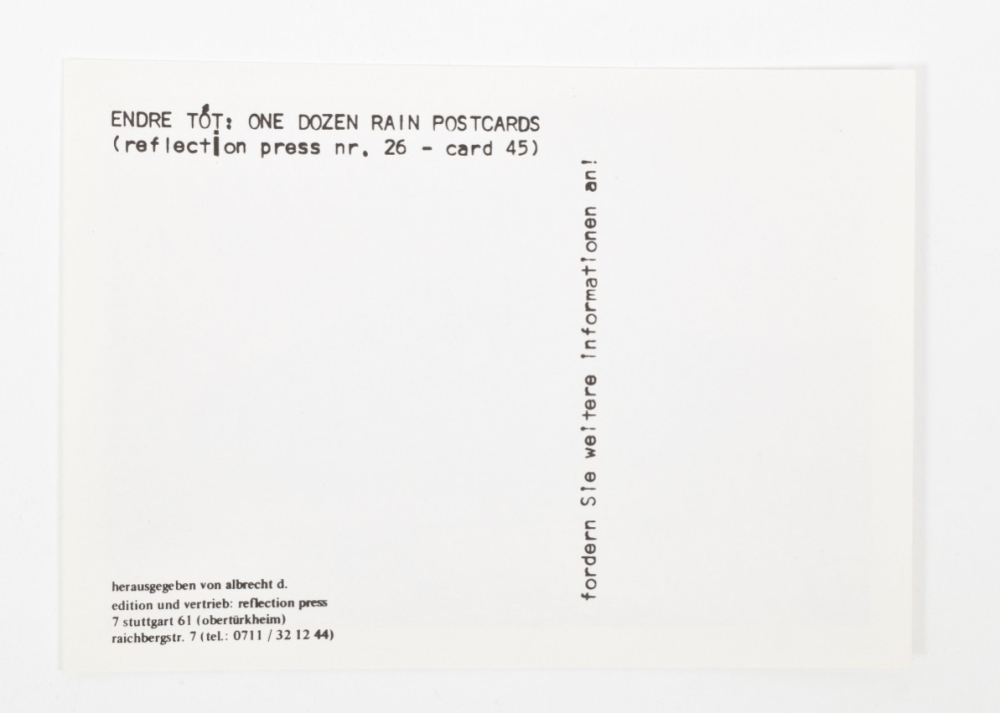 ENDRE TÓT: ONE DOZEN RAIN POSTCARDS
(reflection press nr. 26 - card 45)
fordern Sie weitere Informationen an!
herausgegeben von albrecht d.
edition und vertrieb: reflection press
7 stuttgart 61 (obertürkheim)
raichbergstr. 7 (tel.: 0711 / 32 12 44)